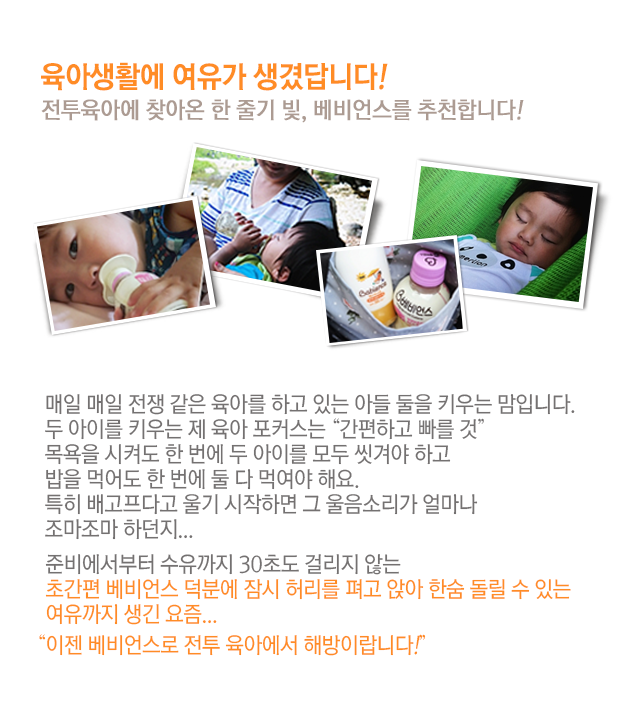 육아생활에 여유가 생겼답니다!
전투육아에 찾아온 한 줄기 빛, 베비언스를 추천합니다!
section
Babience
베비언스
매일 매일 전쟁 같은 육아를 하고 있는 아들 둘을 키우는 맘입니다.
두 아이를 키우는 제 육아 포커스는 “간편하고 빠를 것”
목욕을 시켜도 한 번에 두 아이를 모두 씻겨야 하고
밥을 먹어도 한 번에 둘 다 먹여야 해요.
특히 배고프다고 울기 시작하면 그 울음소리가 얼마나
조마조마 하던지...
준비에서부터 수유까지 30초도 걸리지 않는
초간편 베비언스 덕분에 잠시 허리를 펴고 앉아 한숨 돌릴 수 있는
여유까지 생긴 요즘...
“이젠 베비언스로 전투 육아에서 해방이랍니다!”